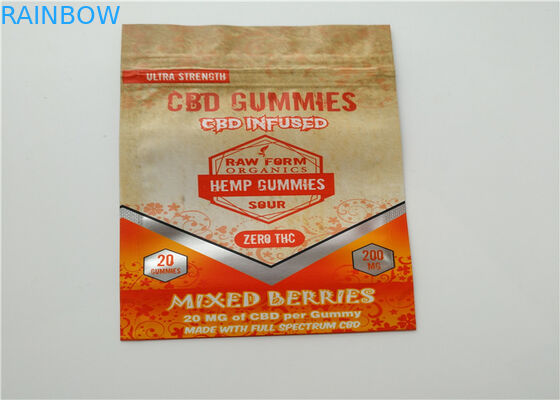 RAINBOW
ULTRA STRENGTH
CBD GUMMIES
CBD INFUSED
RAW FORM
ORGANICS
HEMP GUMMIES
SOUR
ZERO THC
20
GUMMIES
200
MG
MIXED BERRIES
20 MG of CBD per Gummy
MADE WITH FULL SPECTRUM CBD